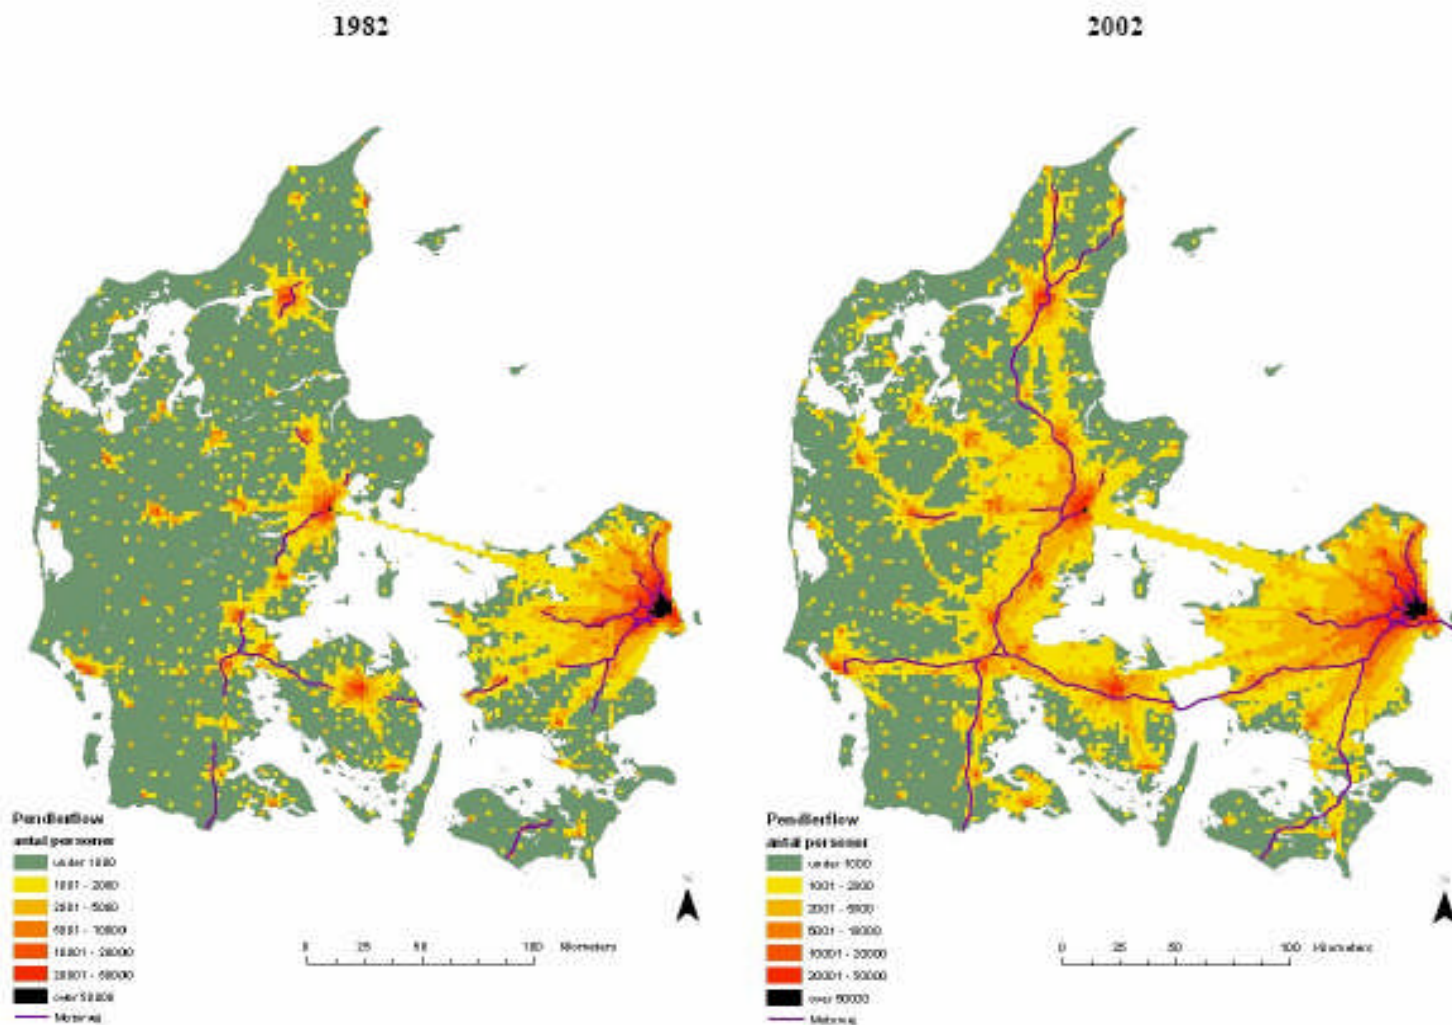 1982
2002
Pendlerflow
antal personer
under 1000
1001 - 2000
2001 - 5000
5001 - 10000
10001 - 20000
20001 - 50000
over 50000
Motorvej
0 25 50 100 Kilometers
Pendlerflow
antal personer
under 1000
1001 - 2000
2001 - 5000
5001 - 10000
10001 - 20000
20001 - 50000
over 50000
Motorvej
0 25 50 100 Kilometers